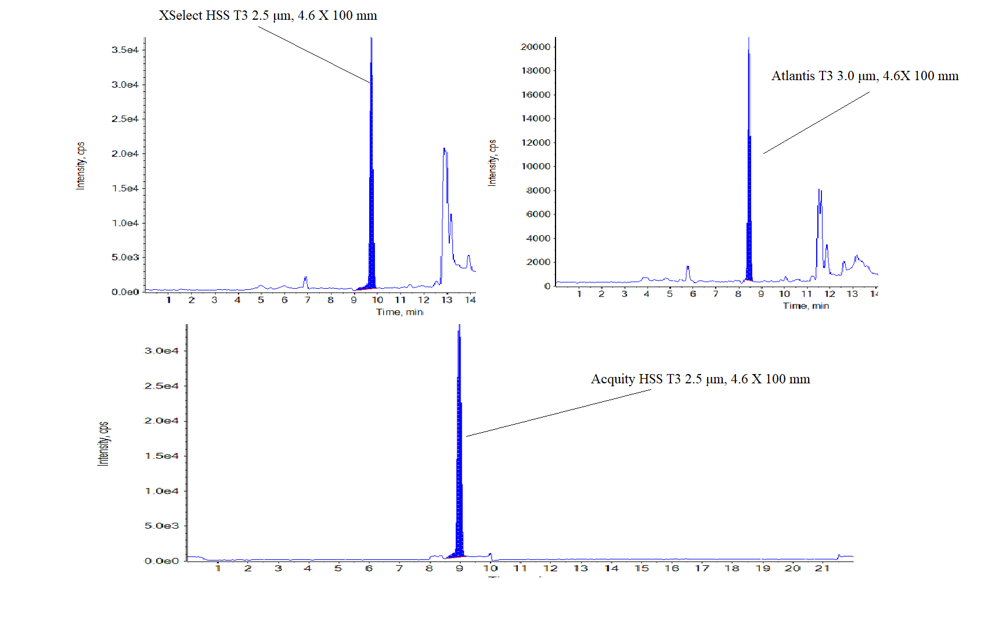 XSelect HSS T3 2.5 μm, 4.6 X 100 mm
3.5e4
3.0e4
2.5e4
2.0e4
1.5e4
1.0e4
5.0e3
0.0e0
Intensity, cps
1 2 3 4 5 6 7 8 9 10 11 12 13 14
Time, min
Atlantis T3 3.0 μm, 4.6X 100 mm
20000
18000
16000
14000
12000
10000
8000
6000
4000
2000
0
Intensity, cps
1 2 3 4 5 6 7 8 9 10 11 12 13
Time, min
Acquity HSS T3 2.5 μm, 4.6 X 100 mm
3.0e4
2.5e4
2.0e4
1.5e4
1.0e4
5.0e3
0.0e0
Intensity, cps
1 2 3 4 5 6 7 8 9 10 11 12 13 14 15 16 17 18 19 20 21